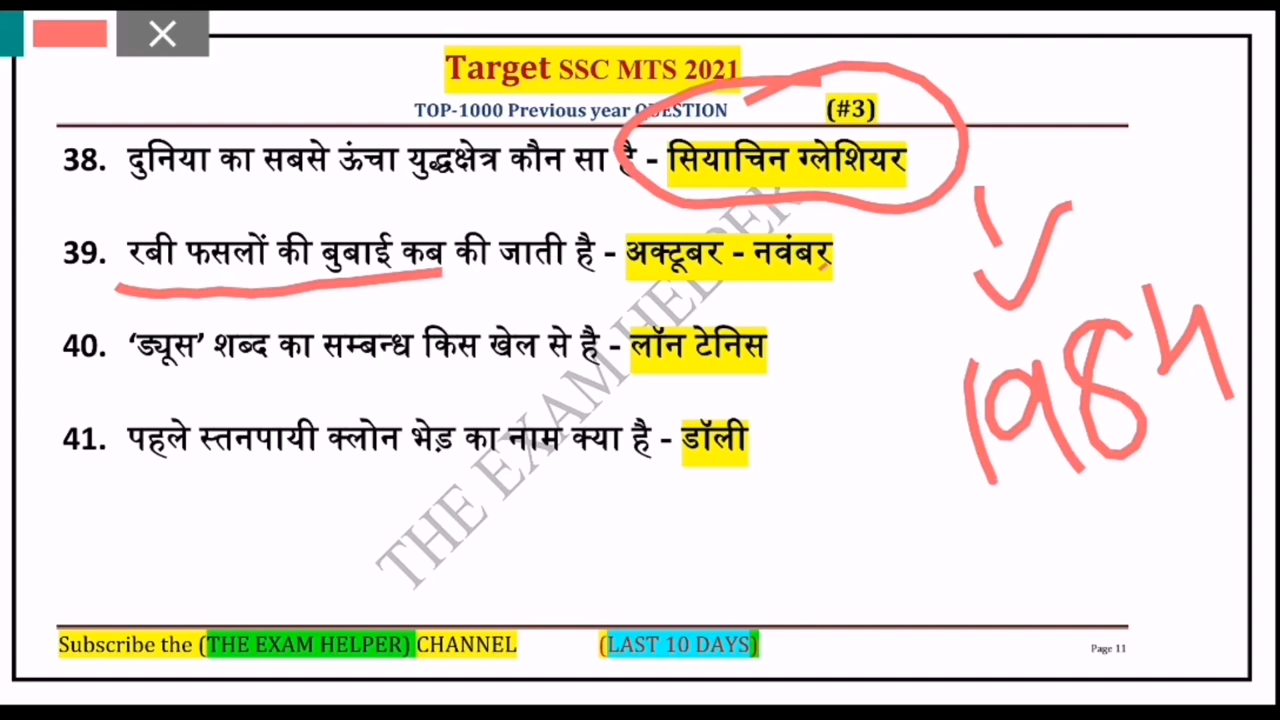 Target SSC MTS 2021
TOP-1000 Previous year QUESTION (#3)
38. दुनिया का सबसे ऊंचा युद्धक्षेत्र कौन सा है - सियाचिन ग्लेशियर
39. रबी फसलों की बुबाई कब की जाती है - अक्टूबर - नवंबर
40. ‘ड्यूस’ शब्द का सम्बन्ध किस खेल से है - लॉन टेनिस
41. पहले स्तनपायी क्लोन भेड़ का नाम क्या है - डॉली
1984
THE EXAM HELPER
Subscribe the (THE EXAM HELPER) CHANNEL (LAST 10 DAYS)
Page 11